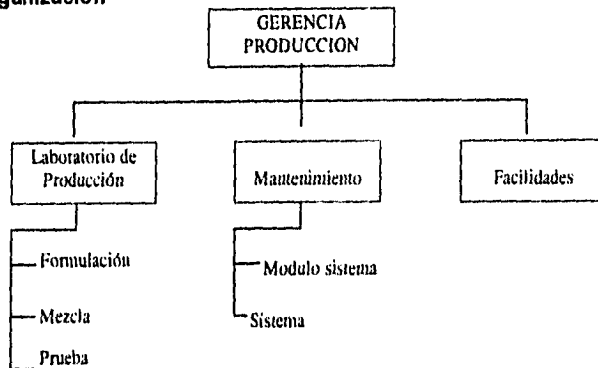 ganización
GERENCIA
PRODUCCION
Laboratorio de
Producción
Mantenimiento
Facilidades
Formulación
Mezcla
Prueba
Modulo sistema
Sistema